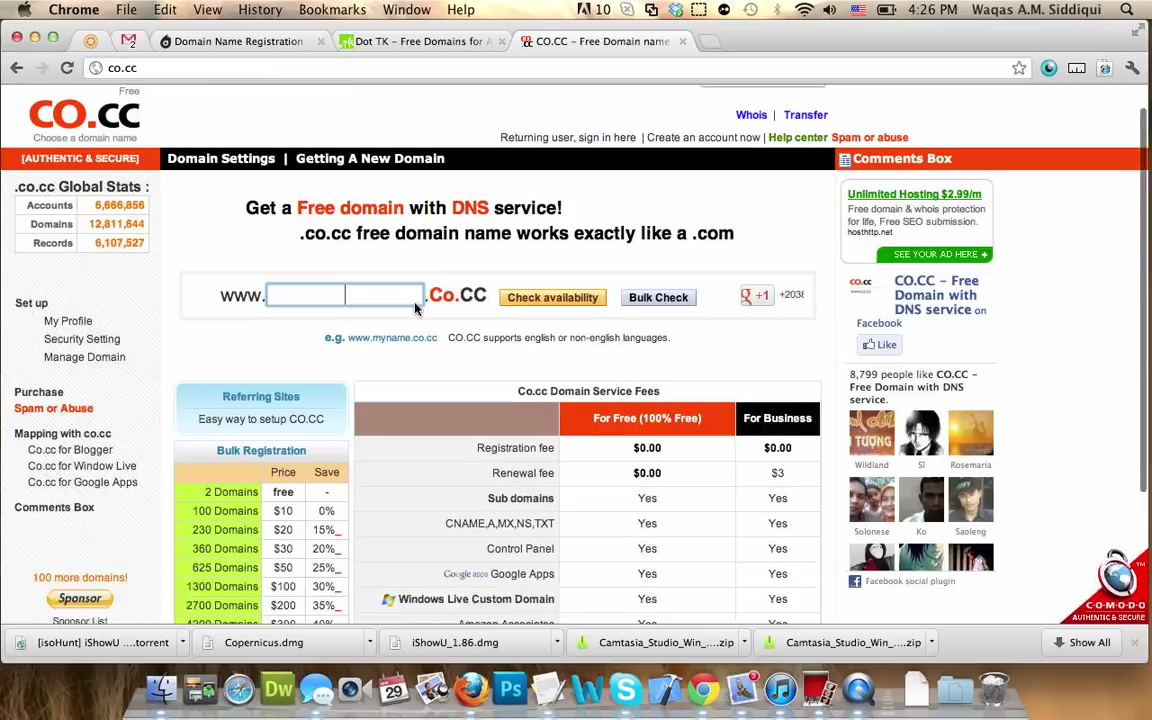 Chrome File Edit View History Bookmarks Window Help 10 4:26 PM Waqas A.M. Siddiqui
2 Domain Name Registration Dot TK – Free Domains for A CO.CC – Free Domain name
co.cc
Free
CO.CC
Choose a domain name
Whois Transfer
Returning user, sign in here | Create an account now | Help center Spam or abuse
[AUTHENTIC & SECURE] Domain Settings | Getting A New Domain Comments Box
.co.cc Global Stats :
Accounts 6,666,856
Domains 12,811,644
Records 6,107,527
Set up
My Profile
Security Setting
Manage Domain
Purchase
Spam or Abuse
Mapping with co.cc
Co.cc for Blogger
Co.cc for Window Live
Co.cc for Google Apps
Comments Box
100 more domains!
Sponsor
Sponsor List
Get a Free domain with DNS service!
.co.cc free domain name works exactly like a .com
www. .Co.CC Check availability Bulk Check g +1
e.g. www.myname.co.cc CO.CC supports english or non-english languages.
Referring Sites
Easy way to setup CO.CC
Bulk Registration
Price Save
2 Domains free -
100 Domains $10 0%
230 Domains $20 15%
360 Domains $30 20%
625 Domains $50 25%
1300 Domains $100 30%
2700 Domains $200 35%
Co.cc Domain Service Fees
For Free (100% Free) For Business
Registration fee $0.00 $0.00
Renewal fee $0.00 $3
Sub domains Yes Yes
CNAME,A,MX,NS,TXT Yes Yes
Control Panel Yes Yes
Google apps Google Apps Yes Yes
Windows Live Custom Domain Yes Yes
Unlimited Hosting $2.99/m
Free domain & whois protection
for life, Free SEO submission.
hosthttp.net
SEE YOUR AD HERE +
CO.CC
CO.CC – Free
Domain with
DNS service on
Facebook
Like
8,799 people like CO.CC –
Free Domain with DNS
service.
Wildland Sĩ Rosemaria
Solonese Ko Saoleng
Facebook social plugin
COMODO
AUTHENTIC & SECURE
[isoHunt] iShowU ....torrent Copernicus.dmg iShowU_1.86.dmg Camtasia_Studio_Win_....zip Camtasia_Studio_Win_....zip Show All
Dw JUL 29 Ps W S 3